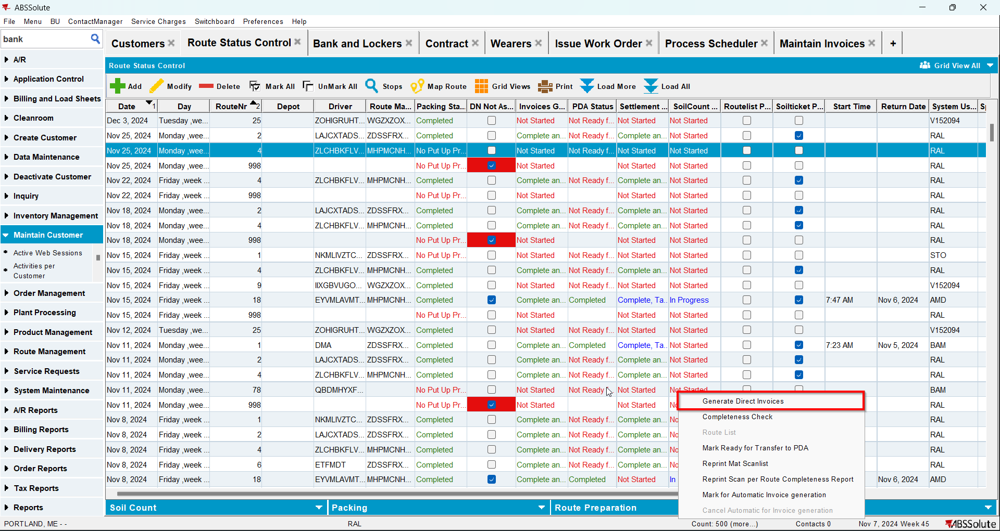 ABSSolute
File Menu BU ContactManager Service Charges Switchboard Preferences Help
bank
Customers Route Status Control Bank and Lockers Contract Wearers Issue Work Order Process Scheduler Maintain Invoices +
Route Status Control Grid View All
Add Modify Delete Mark All UnMark All Stops Map Route Grid Views Print Load More Load All
A/R
Application Control
Billing and Load Sheets
Cleanroom
Create Customer
Data Maintenance
Deactivate Customer
Inquiry
Inventory Management
Maintain Customer
Active Web Sessions
Activities per
Customer
Order Management
Plant Processing
Product Management
Route Management
Service Requests
System Maintenance
A/R Reports
Billing Reports
Delivery Reports
Order Reports
Tax Reports
Reports
Date 1 Day RouteNr 2 Depot Driver Route Ma... Packing Sta... DN Not As... Invoices G... PDA Status Settlement ... SoilCount ... Routelist P... Soilticket P... Start Time Return Date System Us...
Dec 3, 2024 Tuesday ,we... 25 ZOHIGRUHT... WGZXZOX... Completed Not Started Not Ready f... Not Started Not Started V152094
Nov 25, 2024 Monday ,wee... 2 LAJCXTADS... ZDSSFRX... Completed Complete an... Not Ready f... Complete an... Not Started RAL
Nov 25, 2024 Monday ,wee... 4 ZLCHBKFLV... MHPMCNH... No Put Up Pr... Not Started Not Ready f... Not Started Not Started RAL
Nov 25, 2024 Monday ,wee... 998 No Put Up Pr... Not Started Not Started Not Started RAL
Nov 22, 2024 Friday ,week ... 4 ZLCHBKFLV... MHPMCNH... Completed Complete an... Not Ready f... Complete an... Not Started RAL
Nov 22, 2024 Friday ,week ... 998 No Put Up Pr... Not Started Not Started Not Started RAL
Nov 18, 2024 Monday ,wee... 2 LAJCXTADS... ZDSSFRX... Completed Complete an... Not Ready f... Complete an... Not Started RAL
Nov 18, 2024 Monday ,wee... 4 ZLCHBKFLV... MHPMCNH... Completed Complete an... Not Ready f... Complete an... Not Started RAL
Nov 18, 2024 Monday ,wee... 998 No Put Up Pr... Not Started Not Started Not Started RAL
Nov 15, 2024 Friday ,week ... 1 NKMLIVZTC... ZDSSFRX... No Put Up Pr... Not Started Not Ready f... Not Started Not Started STO
Nov 15, 2024 Friday ,week ... 4 ZLCHBKFLV... MHPMCNH... Completed Complete an... Not Ready f... Complete an... Not Started RAL
Nov 15, 2024 Friday ,week ... 9 IIXGBVUGO... WGZXZOX... Completed Not Started Not Ready f... Not Started Not Started V152094
Nov 15, 2024 Friday ,week ... 18 EYVMLAVMT... MHPMCNH... Completed Complete an... Completed Complete, Ta... In Progress 7:47 AM Nov 6, 2024 AMD
Nov 15, 2024 Friday ,week ... 998 No Put Up Pr... Not Started Not Started Not Started RAL
Nov 12, 2024 Tuesday ,we... 25 ZOHIGRUHT... WGZXZOX... Completed Not Started Not Ready f... Not Started Not Started V152094
Nov 11, 2024 Monday ,wee... 1 DMA ZDSSFRX... Completed Complete an... Completed Complete, Ta... Not Started 7:23 AM Nov 5, 2024 BAM
Nov 11, 2024 Monday ,wee... 2 LAJCXTADS... ZDSSFRX... Completed Complete an... Not Ready f... Complete an... Not Started RAL
Nov 11, 2024 Monday ,wee... 4 ZLCHBKFLV... MHPMCNH... Completed Complete an... Not Ready f... Complete an... Not Started RAL
Nov 11, 2024 Monday ,wee... 78 QBDMHYXF... No Put Up Pr... Not Started Not Ready Not Started Not Started BAM
Nov 11, 2024 Monday ,wee... 998 No Put Up Pr... Not Started Not Started RAL
Nov 8, 2024 Friday ,week ... 1 NKMLIVZTC... ZDSSFRX... Completed Complete an... Not Ready f... Complete an... RAL
Nov 8, 2024 Friday ,week ... 2 LAJCXTADS... ZDSSFRX... Completed Complete an... Not Ready f... Complete an... RAL
Nov 8, 2024 Friday ,week ... 4 ZLCHBKFLV... MHPMCNH... Completed Complete an... Not Ready f... Complete an... RAL
Nov 8, 2024 Friday ,week ... 6 ETFMDT ZDSSFRX... Completed Complete an... Not Ready f... Complete an... RAL
Nov 8, 2024 Friday ,week ... 18 EYVMLAVMT... MHPMCNH... Completed Complete an... Completed Not Started In Nov 6, 2024 AMD
Generate Direct Invoices
Completeness Check
Route List
Mark Ready for Transfer to PDA
Reprint Mat Scanlist
Reprint Scan per Route Completeness Report
Mark for Automatic Invoice generation
Cancel Automatic for Invoice generation
Soil Count Packing Route Preparation
PORTLAND, ME - - RAL Count: 500 (more...) Contacts 0 Nov 7, 2024 Week 45 ABSSolute